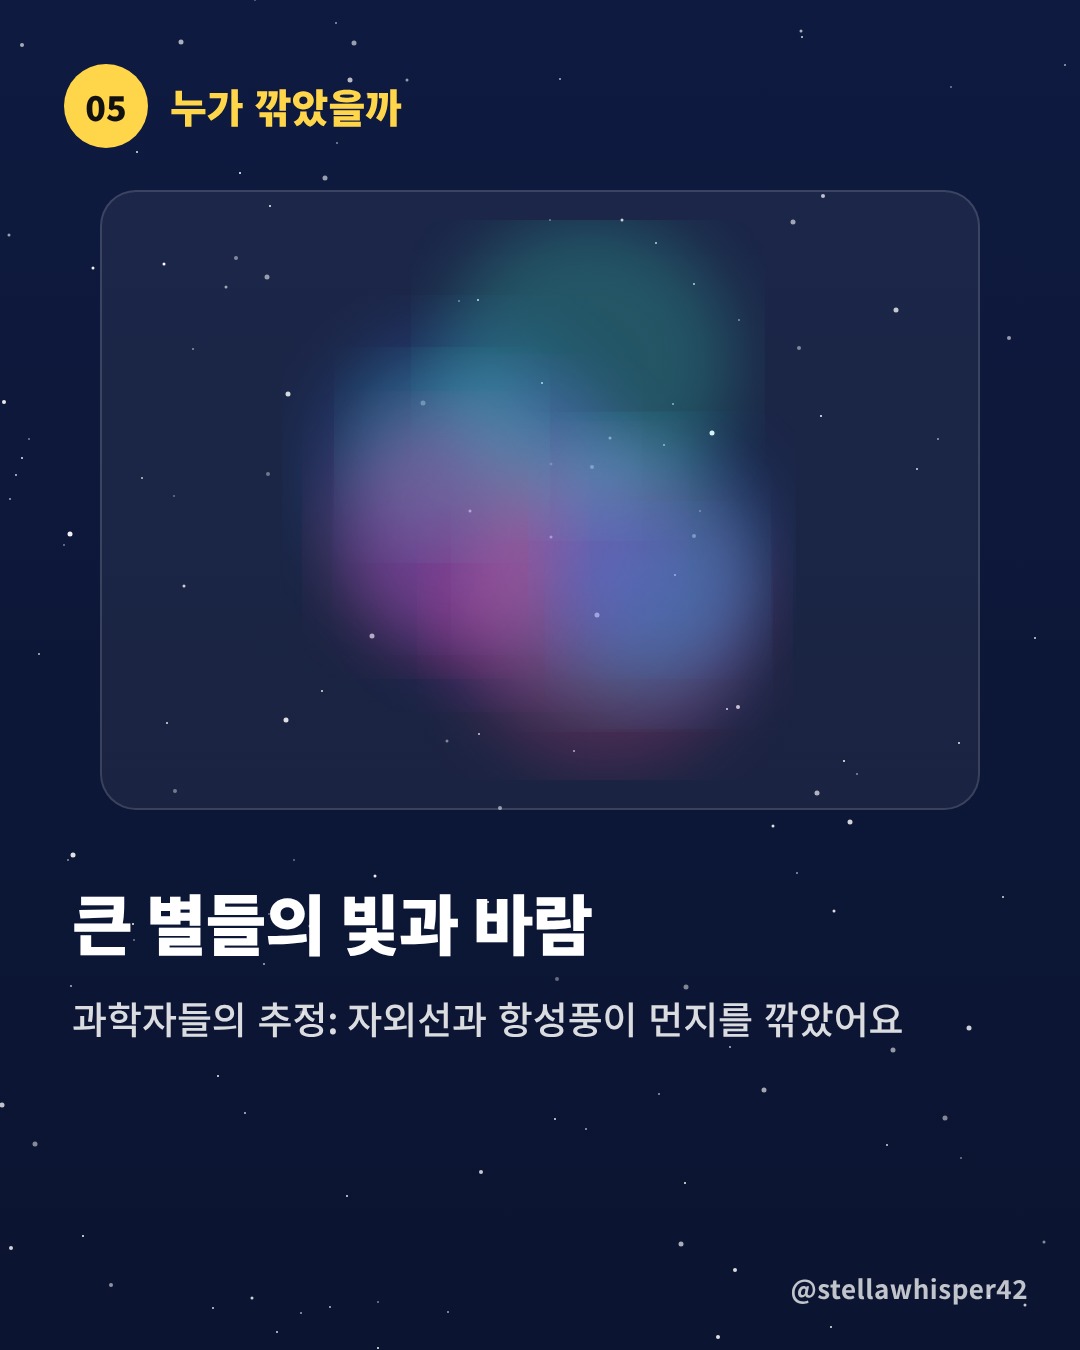 05
누가 깎았을까
큰 별들의 빛과 바람
과학자들의 추정: 자외선과 항성풍이 먼지를 깎았어요
@stellawhisper42